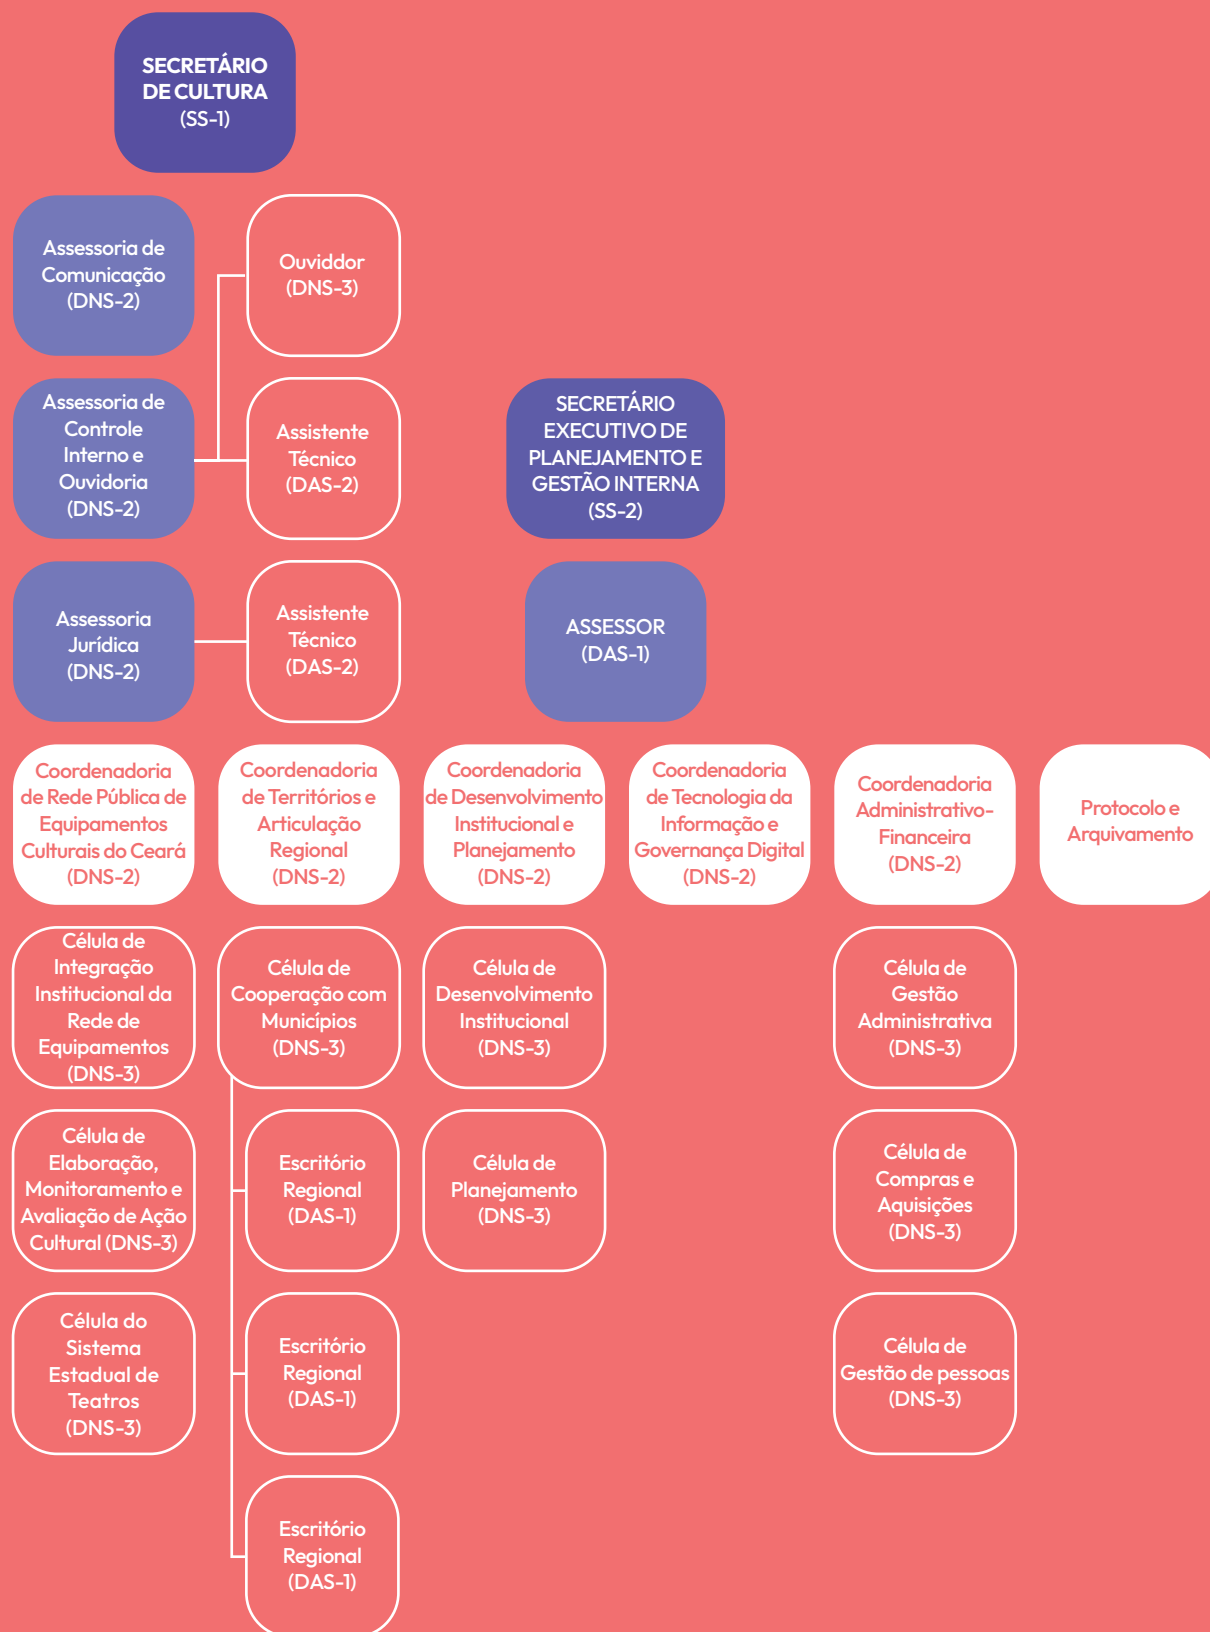 SECRETÁRIO
DE CULTURA
(SS-1)
Assessoria de
Comunicação
(DNS-2)
Ouviddor
(DNS-3)
Assessoria de
Controle
Interno e
Ouvidoria
(DNS-2)
Assistente
Técnico
(DAS-2)
SECRETÁRIO
EXECUTIVO DE
PLANEJAMENTO E
GESTÃO INTERNA
(SS-2)
Assessoria
Jurídica
(DNS-2)
Assistente
Técnico
(DAS-2)
ASSESSOR
(DAS-1)
Coordenadoria
de Rede Pública de
Equipamentos
Culturais do Ceará
(DNS-2)
Coordenadoria
de Territórios e
Articulação
Regional
(DNS-2)
Coordenadoria
de Desenvolvimento
Institucional e
Planejamento
(DNS-2)
Coordenadoria
de Tecnologia da
Informação e
Governança Digital
(DNS-2)
Coordenadoria
Administrativo-
Financeira
(DNS-2)
Protocolo e
Arquivamento
Célula de
Integração
Institucional da
Rede de
Equipamentos
(DNS-3)
Célula de
Cooperação com
Municípios
(DNS-3)
Célula de
Desenvolvimento
Institucional
(DNS-3)
Célula de
Gestão
Administrativa
(DNS-3)
Célula de
Elaboração,
Monitoramento e
Avaliação de Ação
Cultural (DNS-3)
Escritório
Regional
(DAS-1)
Célula de
Planejamento
(DNS-3)
Célula de
Compras e
Aquisições
(DNS-3)
Célula do
Sistema
Estadual de
Teatros
(DNS-3)
Escritório
Regional
(DAS-1)
Célula de
Gestão de pessoas
(DNS-3)
Escritório
Regional
(DAS-1)